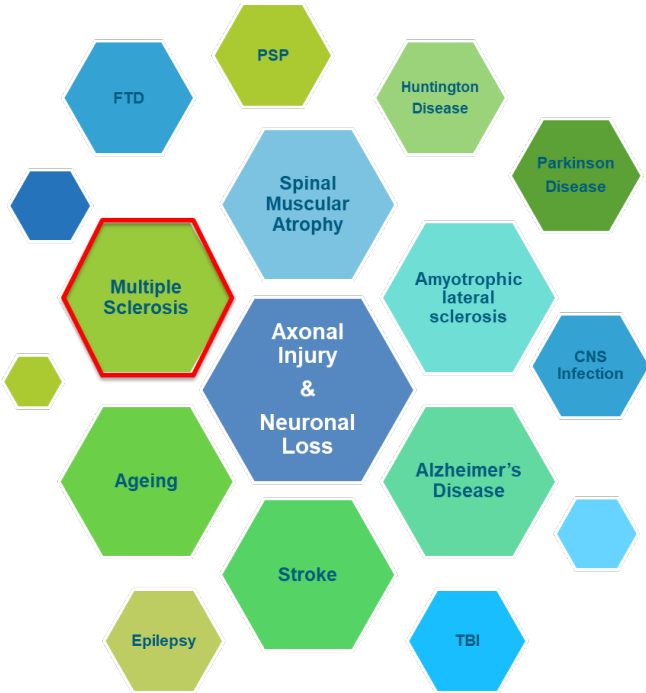 PSP
FTD
Huntington
Disease
Parkinson
Disease
Spinal
Muscular
Atrophy
Multiple
Sclerosis
Amyotrophic
lateral
sclerosis
Axonal
Injury
&
Neuronal
Loss
CNS
Infection
Ageing
Alzheimer's
Disease
Stroke
Epilepsy
TBI